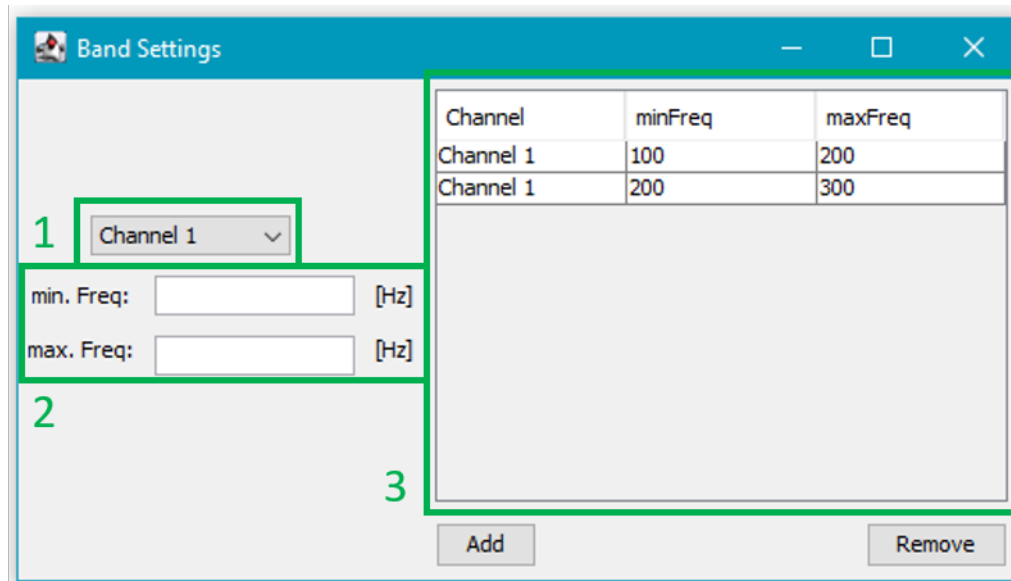 Band Settings
Channel minFreq maxFreq
Channel 1 100 200
Channel 1 200 300
1
Channel 1
min. Freq: [Hz]
max. Freq: [Hz]
2
3
Add Remove